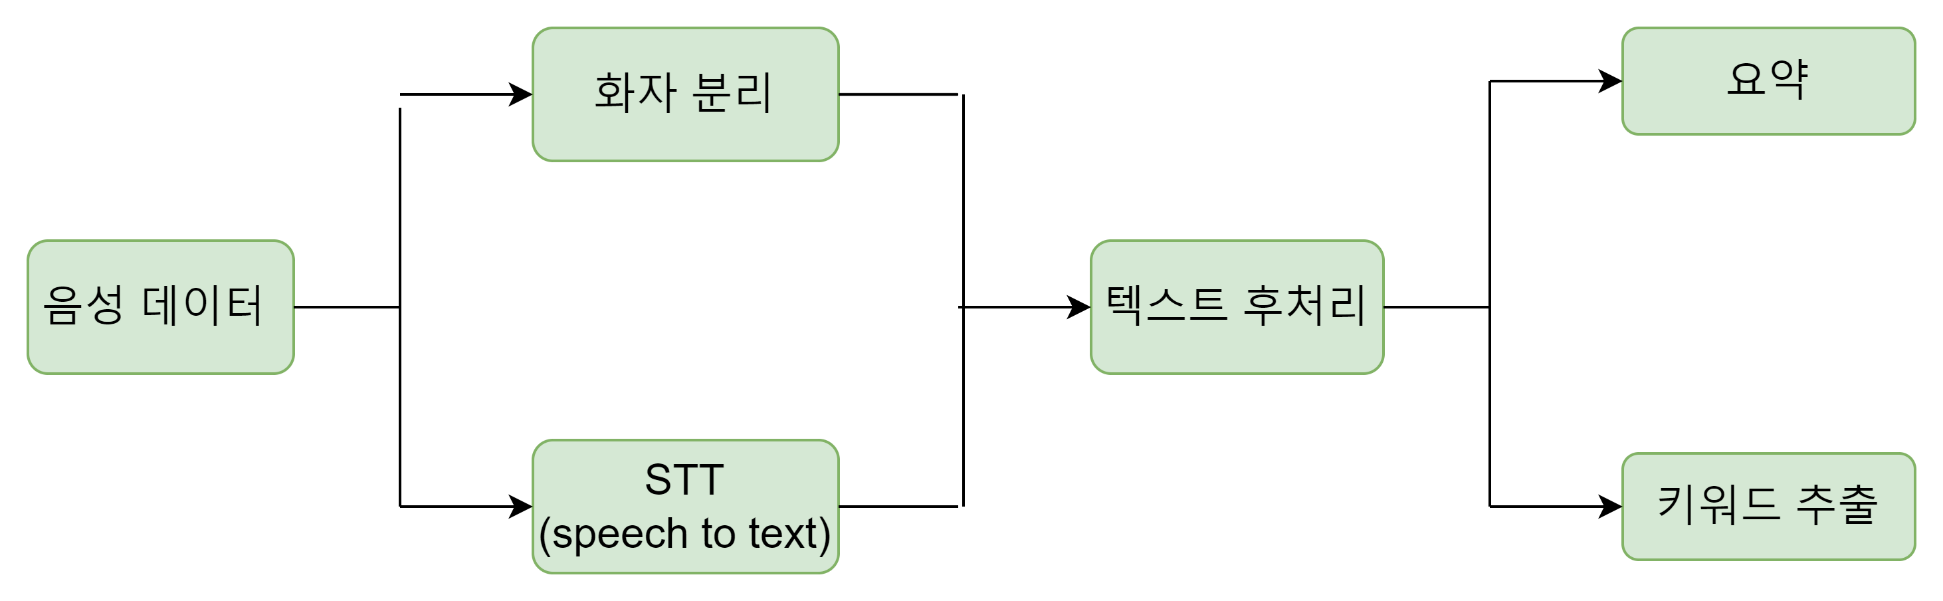 음성 데이터
화자 분리
STT
(speech to text)
텍스트 후처리
요약
키워드 추출